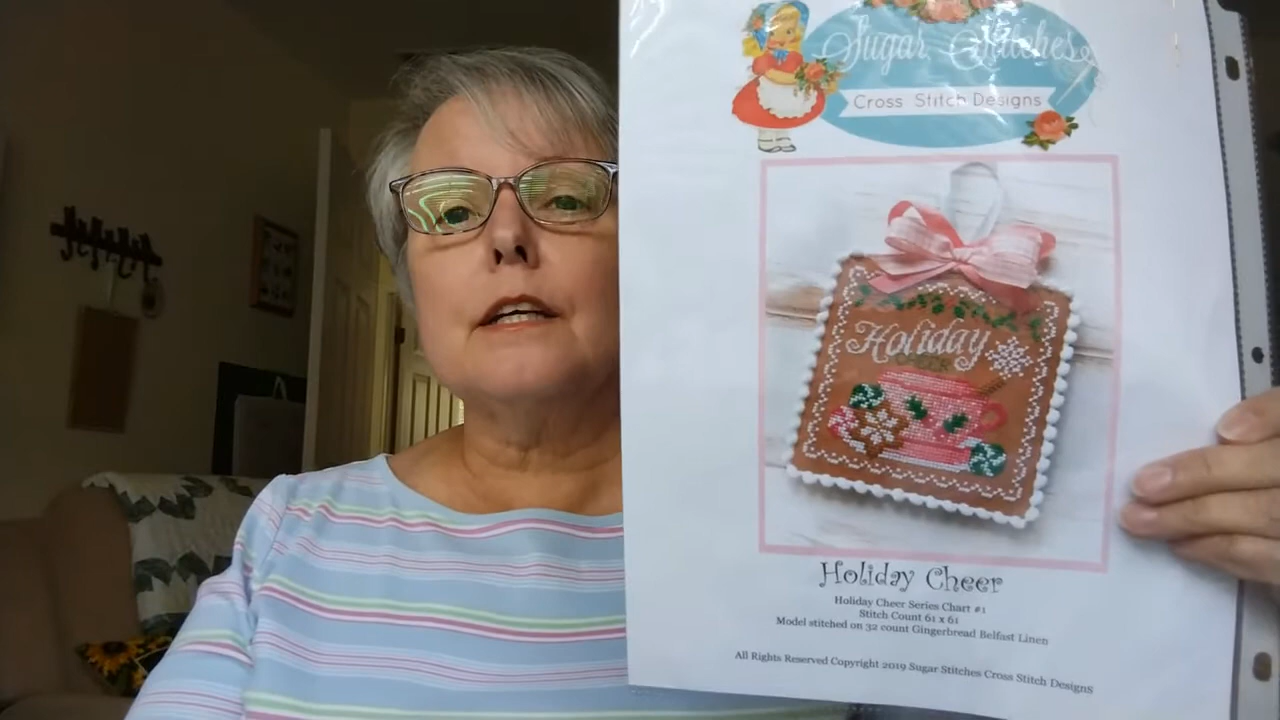 Sugar Stitches
Cross Stitch Designs
Holiday
Holiday Cheer
Holiday Cheer Series Chart #1
Stitch Count 61 x 61
Model stitched on 32 count Gingerbread Belfast Linen
All Rights Reserved Copyright 2019 Sugar Stitches Cross Stitch Designs